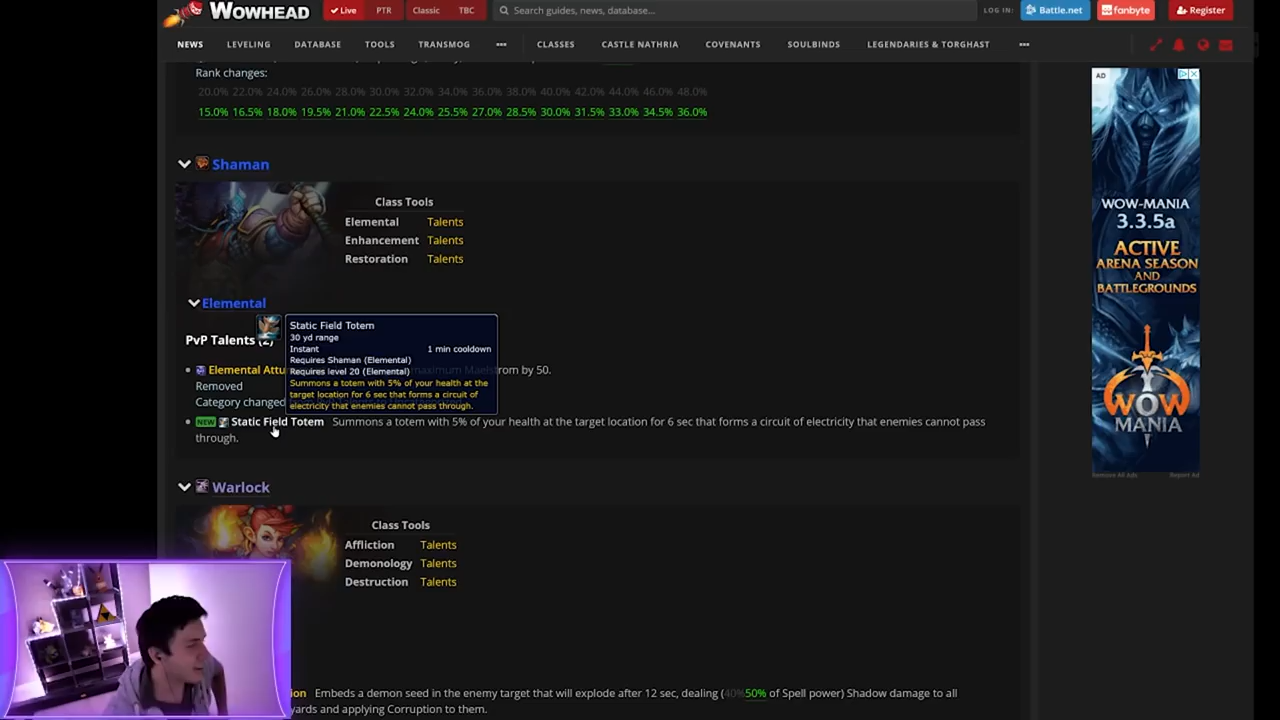 WOWHEAD
Live PTR Classic TBC
Search guides, news, database...
LOG IN: Battle.net fanbyte Register
NEWS LEVELING DATABASE TOOLS TRANSMOG ••• CLASSES CASTLE NATHRIA COVENANTS SOULBINDS LEGENDARIES & TORGHAST •••
Rank changes:
20.0% 22.0% 24.0% 26.0% 28.0% 30.0% 32.0% 34.0% 36.0% 38.0% 40.0% 42.0% 44.0% 46.0% 48.0%
15.0% 16.5% 18.0% 19.5% 21.0% 22.5% 24.0% 25.5% 27.0% 28.5% 30.0% 31.5% 33.0% 34.5% 36.0%
Shaman
Class Tools
Elemental Talents
Enhancement Talents
Restoration Talents
Elemental
PvP Talents (2)
Static Field Totem
30 yd range
Instant 1 min cooldown
Requires Shaman (Elemental)
Requires level 20 (Elemental)
Summons a totem with 5% of your health at the
target location for 6 sec that forms a circuit of
electricity that enemies cannot pass through.
Elemental Attu maximum Maelstrom by 50.
Removed
Category changed
NEW Static Field Totem Summons a totem with 5% of your health at the target location for 6 sec that forms a circuit of electricity that enemies cannot pass
through.
Warlock
Class Tools
Affliction Talents
Demonology Talents
Destruction Talents
ion Embeds a demon seed in the enemy target that will explode after 12 sec, dealing (40%50% of Spell power) Shadow damage to all
yards and applying Corruption to them.
AD
WOW-MANIA
3.3.5a
ACTIVE
ARENA SEASON
AND
BATTLEGROUNDS
WOW
MANIA
Remove All Ads Report Ad